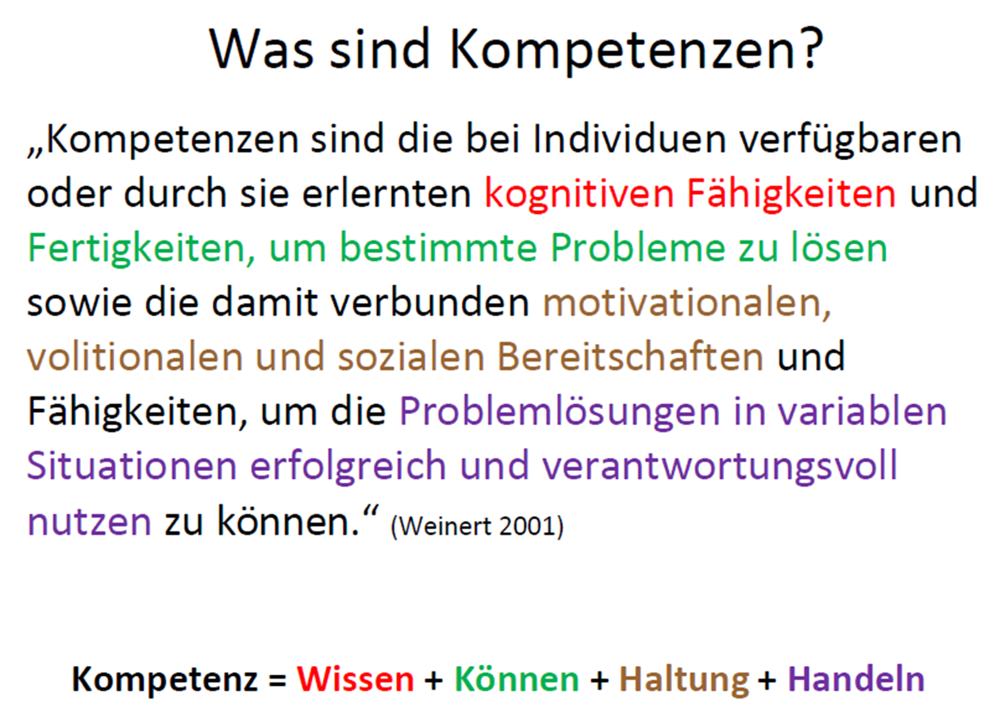 Was sind Kompetenzen?
„Kompetenzen sind die bei Individuen verfügbaren
oder durch sie erlernten kognitiven Fähigkeiten und
Fertigkeiten, um bestimmte Probleme zu lösen
sowie die damit verbunden motivationalen,
volitionalen und sozialen Bereitschaften und
Fähigkeiten, um die Problemlösungen in variablen
Situationen erfolgreich und verantwortungsvoll
nutzen zu können.“ (Weinert 2001)
Kompetenz = Wissen + Können + Haltung + Handeln